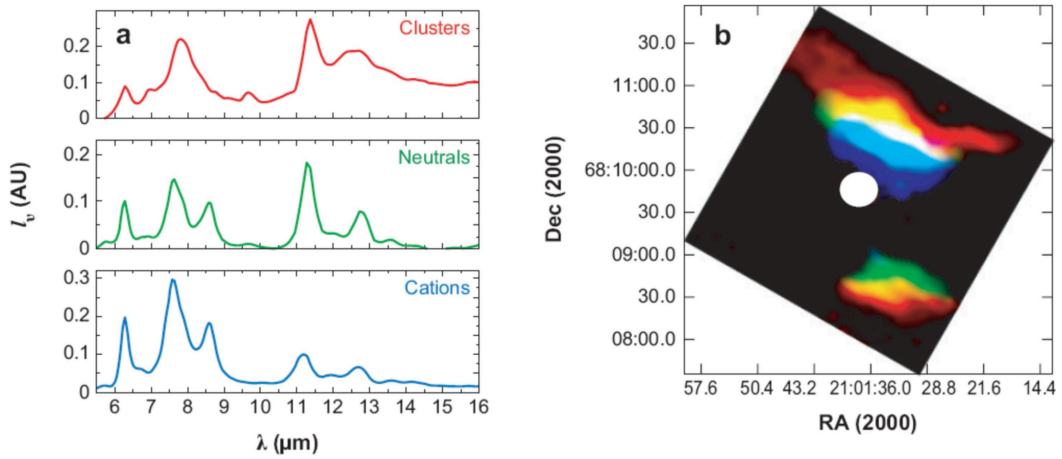 a
Clusters
0.2
0.1
0
Neutrals
0.2
0.1
0
Cations
0.3
0.2
0.1
0
Iν (AU)
6 7 8 9 10 11 12 13 14 15 16
λ (μm)
b
30.0
11:00.0
30.0
68:10:00.0
30.0
09:00.0
30.0
08:00.0
Dec (2000)
57.6 50.4 43.2 21:01:36.0 28.8 21.6 14.4
RA (2000)